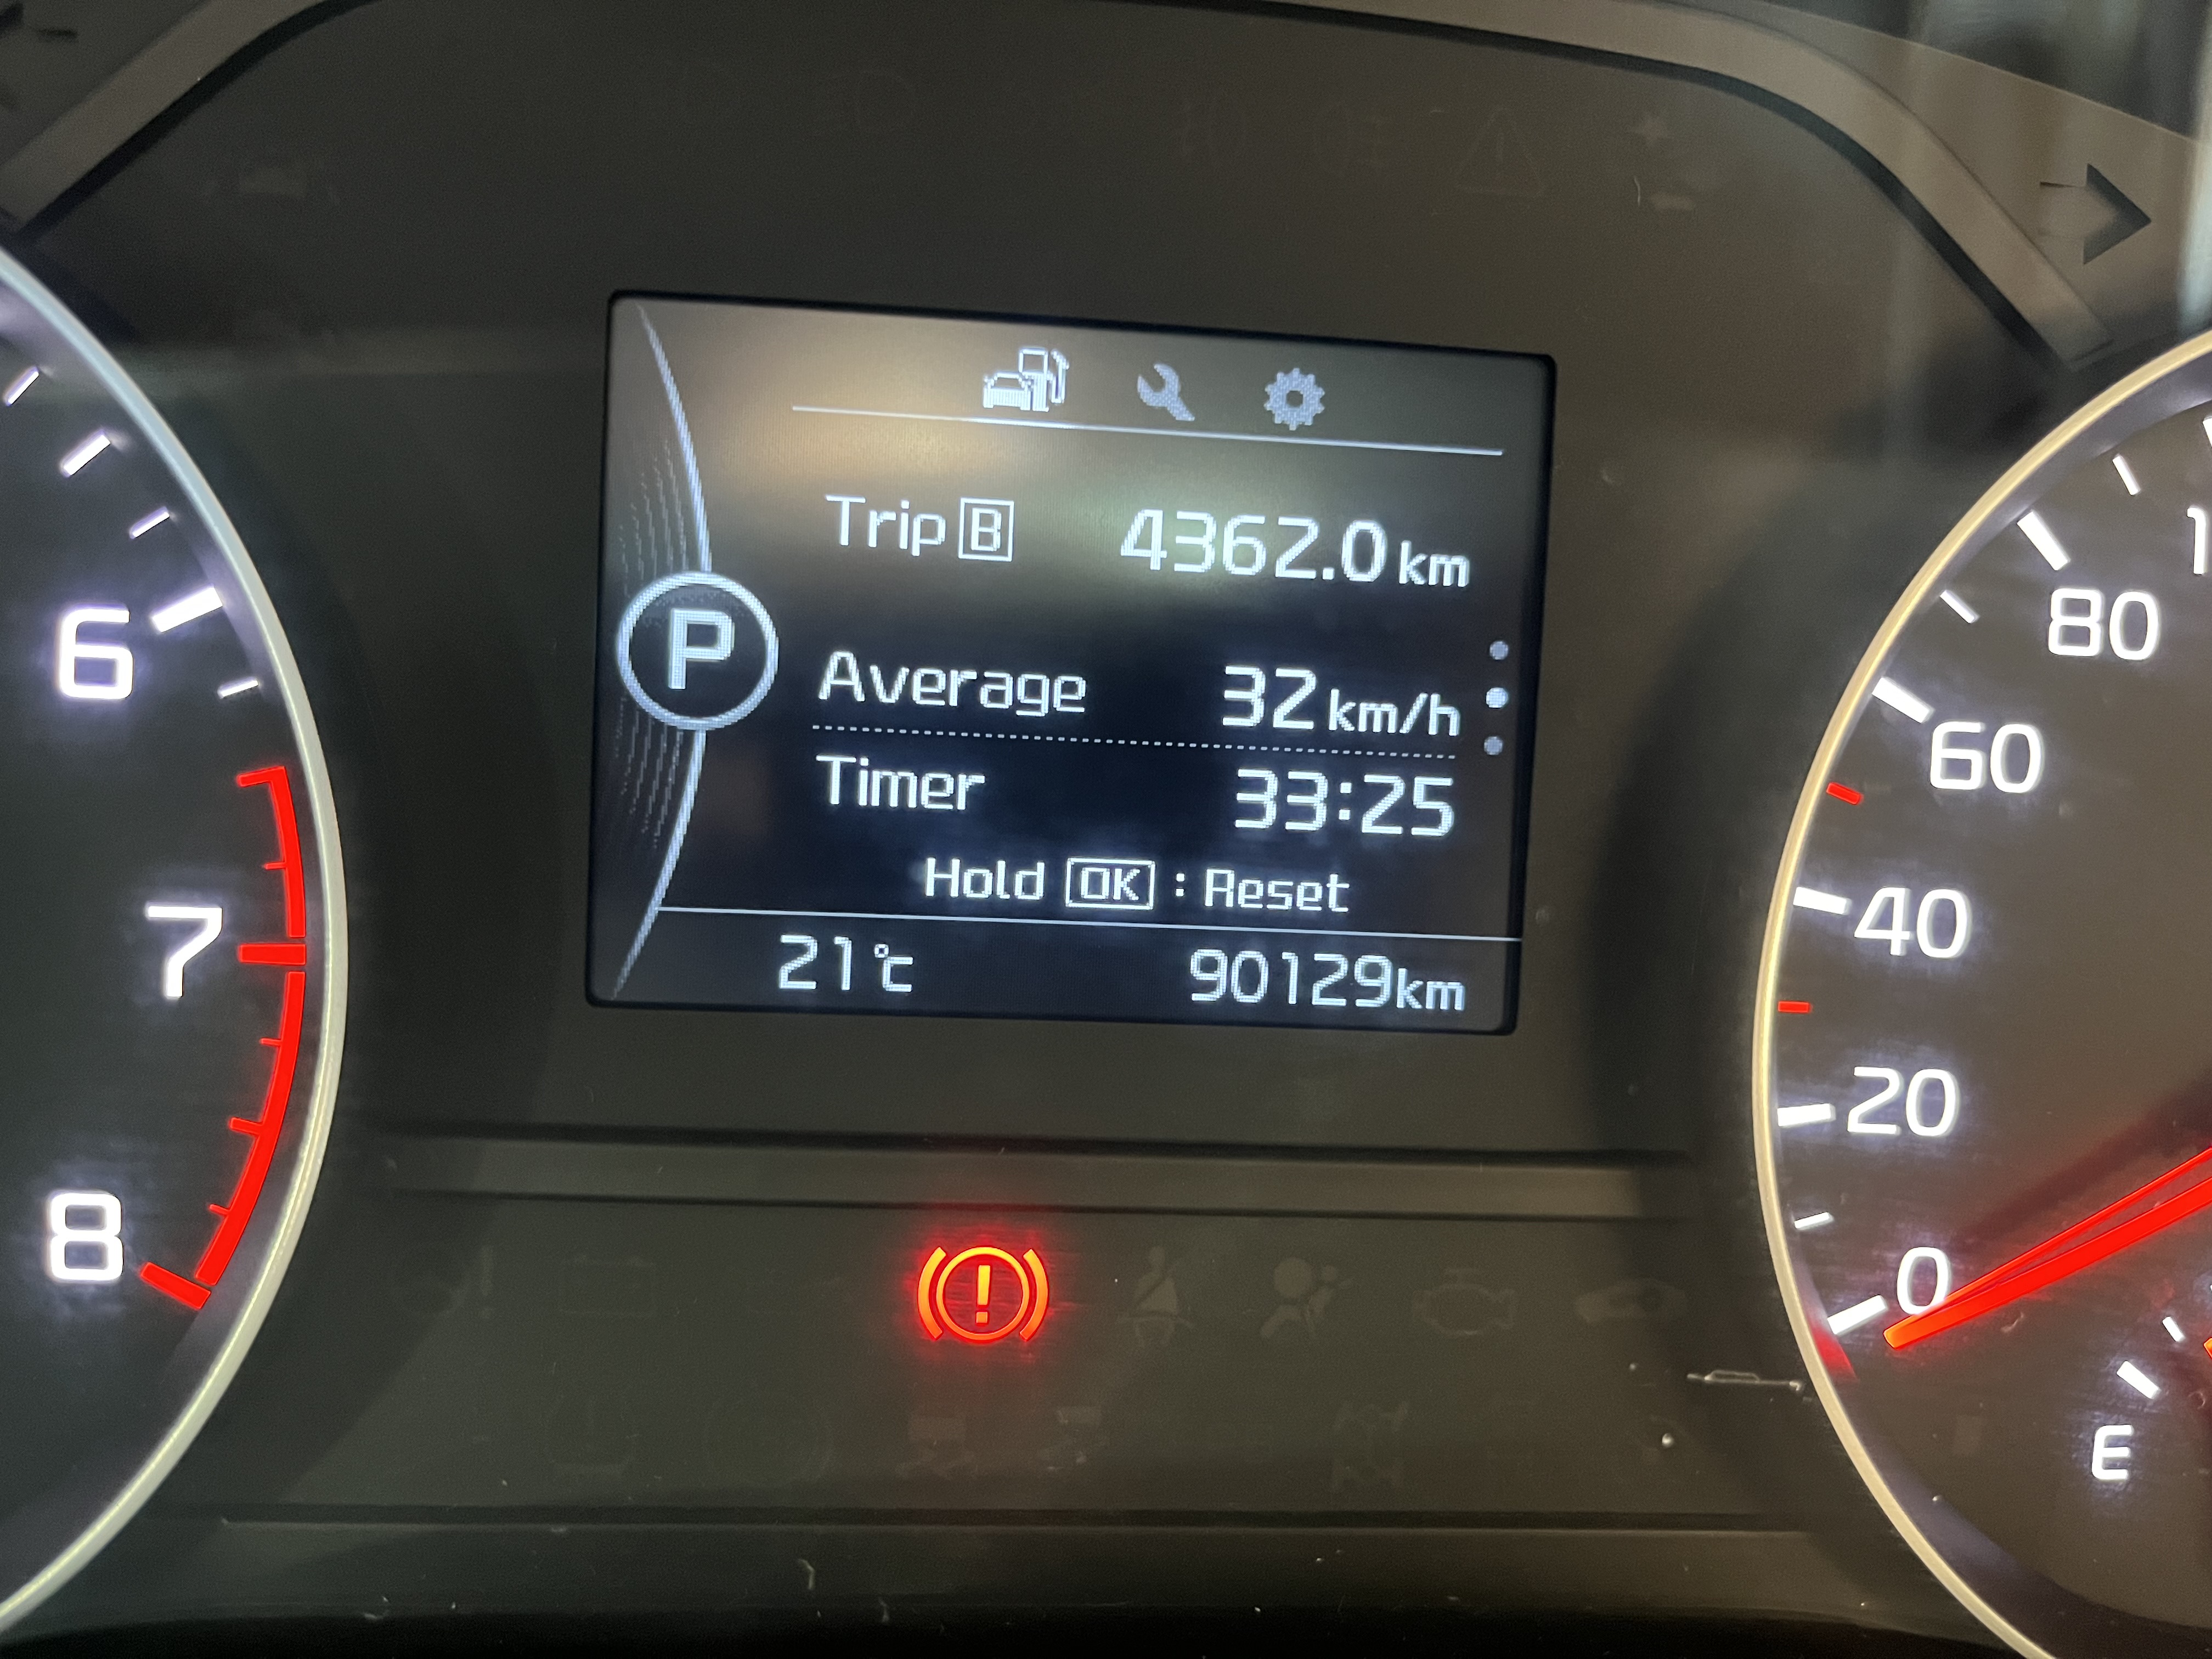 Trip B 4362.0 km
P
Average 32 km/h
Timer 33:25
Hold OK : Reset
21°C 90129km
6
7
8
80
60
40
20
0
E